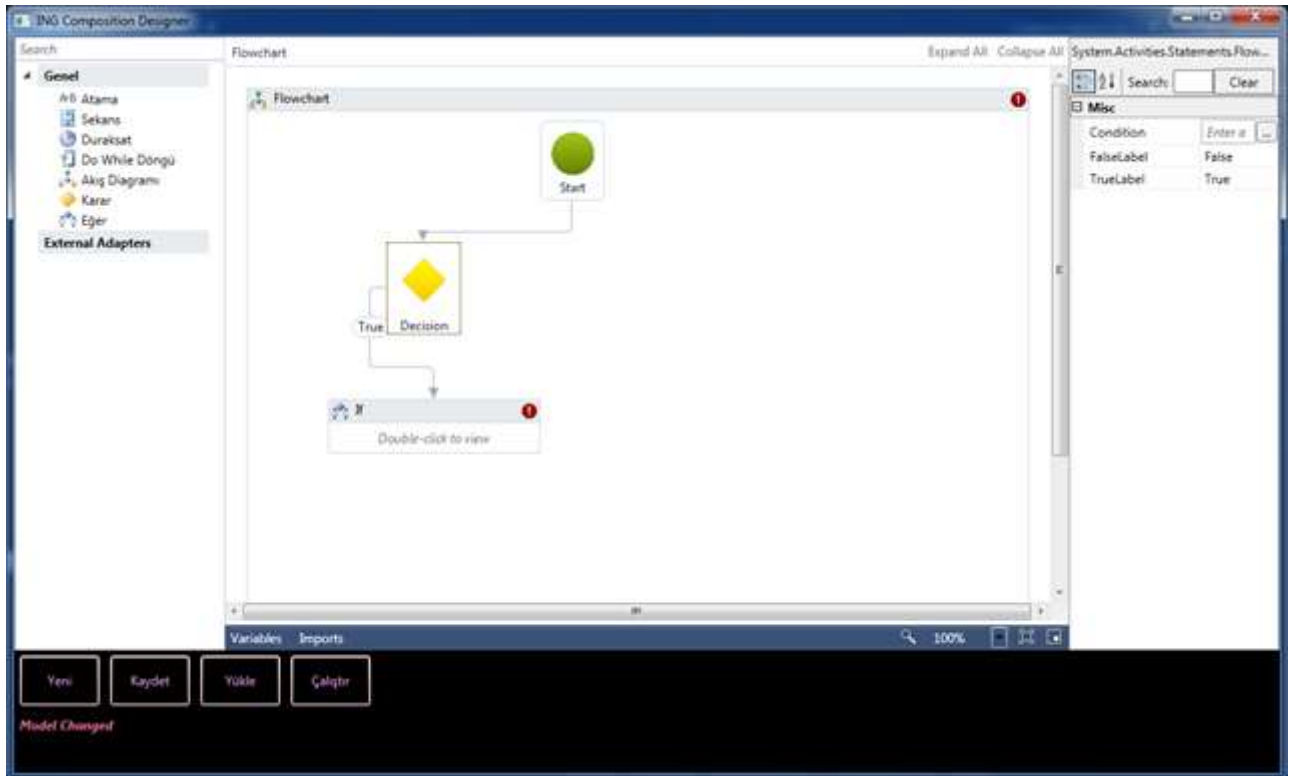 ING Composition Designer
Search
Genel
A+B Atama
Sekans
Duraksat
Do While Döngü
Akış Diagramı
Karar
Eğer
External Adapters
Flowchart
Expand All Collapse All
Flowchart
Start
True
Decision
If
Double-click to view
Variables Imports
100%
System.Activities.Statements.Flow...
Search: Clear
Misc
Condition Enter a ...
FalseLabel False
TrueLabel True
Yeni Kaydet Yükle Çalıştır
Model Changed